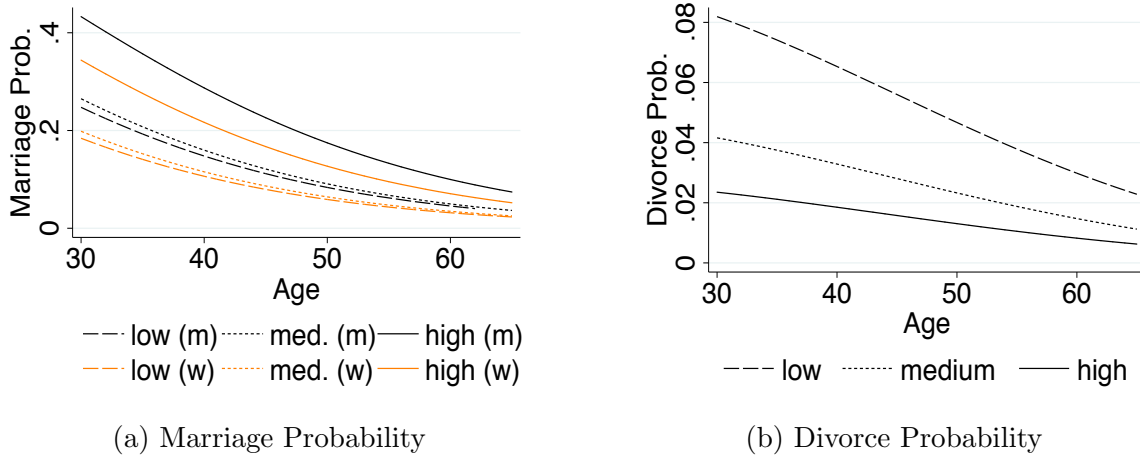 Marriage Prob.
.4
.2
0
30 40 50 60
Age
low (m) med. (m) high (m)
low (w) med. (w) high (w)
(a) Marriage Probability
Divorce Prob.
.08
.06
.04
.02
0
30 40 50 60
Age
low medium high
(b) Divorce Probability